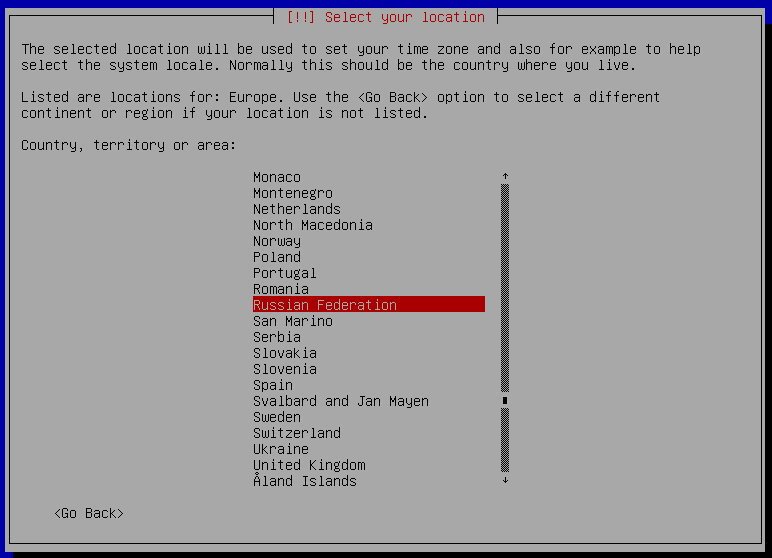 [!!] Select your location
The selected location will be used to set your time zone and also for example to help
select the system locale. Normally this should be the country where you live.
Listed are locations for: Europe. Use the <Go Back> option to select a different
continent or region if your location is not listed.
Country, territory or area:
Monaco
Montenegro
Netherlands
North Macedonia
Norway
Poland
Portugal
Romania
Russian Federation
San Marino
Serbia
Slovakia
Slovenia
Spain
Svalbard and Jan Mayen
Sweden
Switzerland
Ukraine
United Kingdom
Åland Islands
<Go Back>